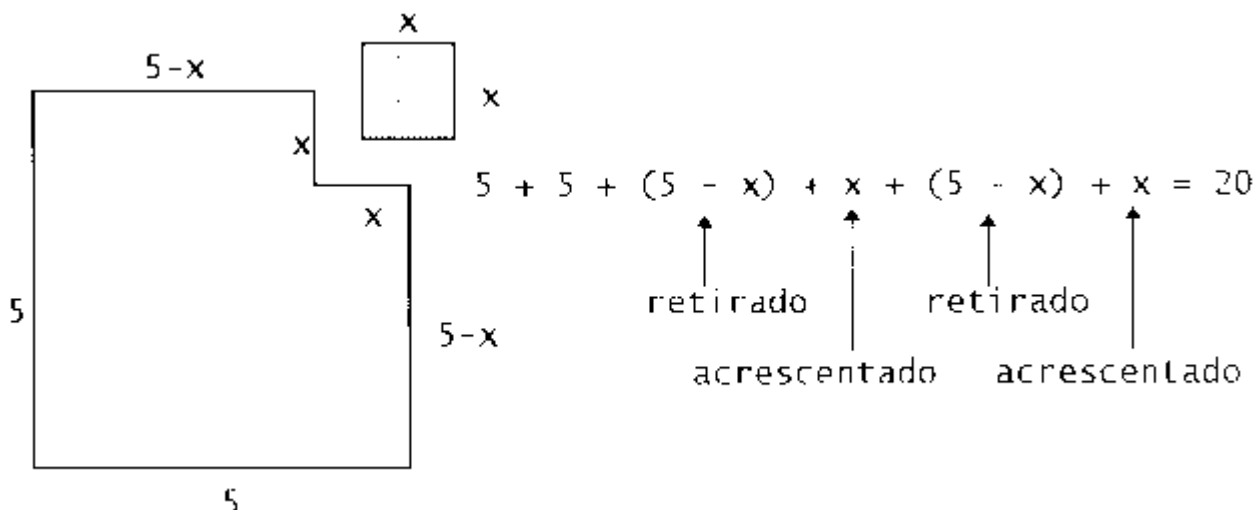 x
5-x
x
x
5 + 5 + (5 - x) + x + (5 - x) + x = 20
x
retirado retirado
5
5-x
acrescentado acrescentado
5